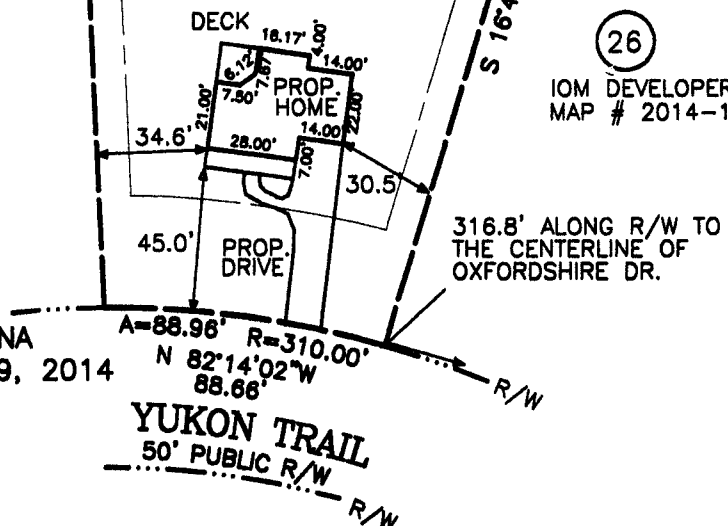 DECK
16.17'
4.00'
14.00'
6.12'
7.67'
7.50'
PROP.
HOME
21.00'
22.00'
14.00'
28.00'
7.00'
34.6'
30.5
45.0'
PROP.
DRIVE
S 16°4
26
IOM DEVELOPER
MAP # 2014-1
316.8' ALONG R/W TO
THE CENTERLINE OF
OXFORDSHIRE DR.
NA
9, 2014
A=88.96' R=310.00'
N 82°14'02"W
88.66'
R/W
YUKON TRAIL
50' PUBLIC R/W
R/W